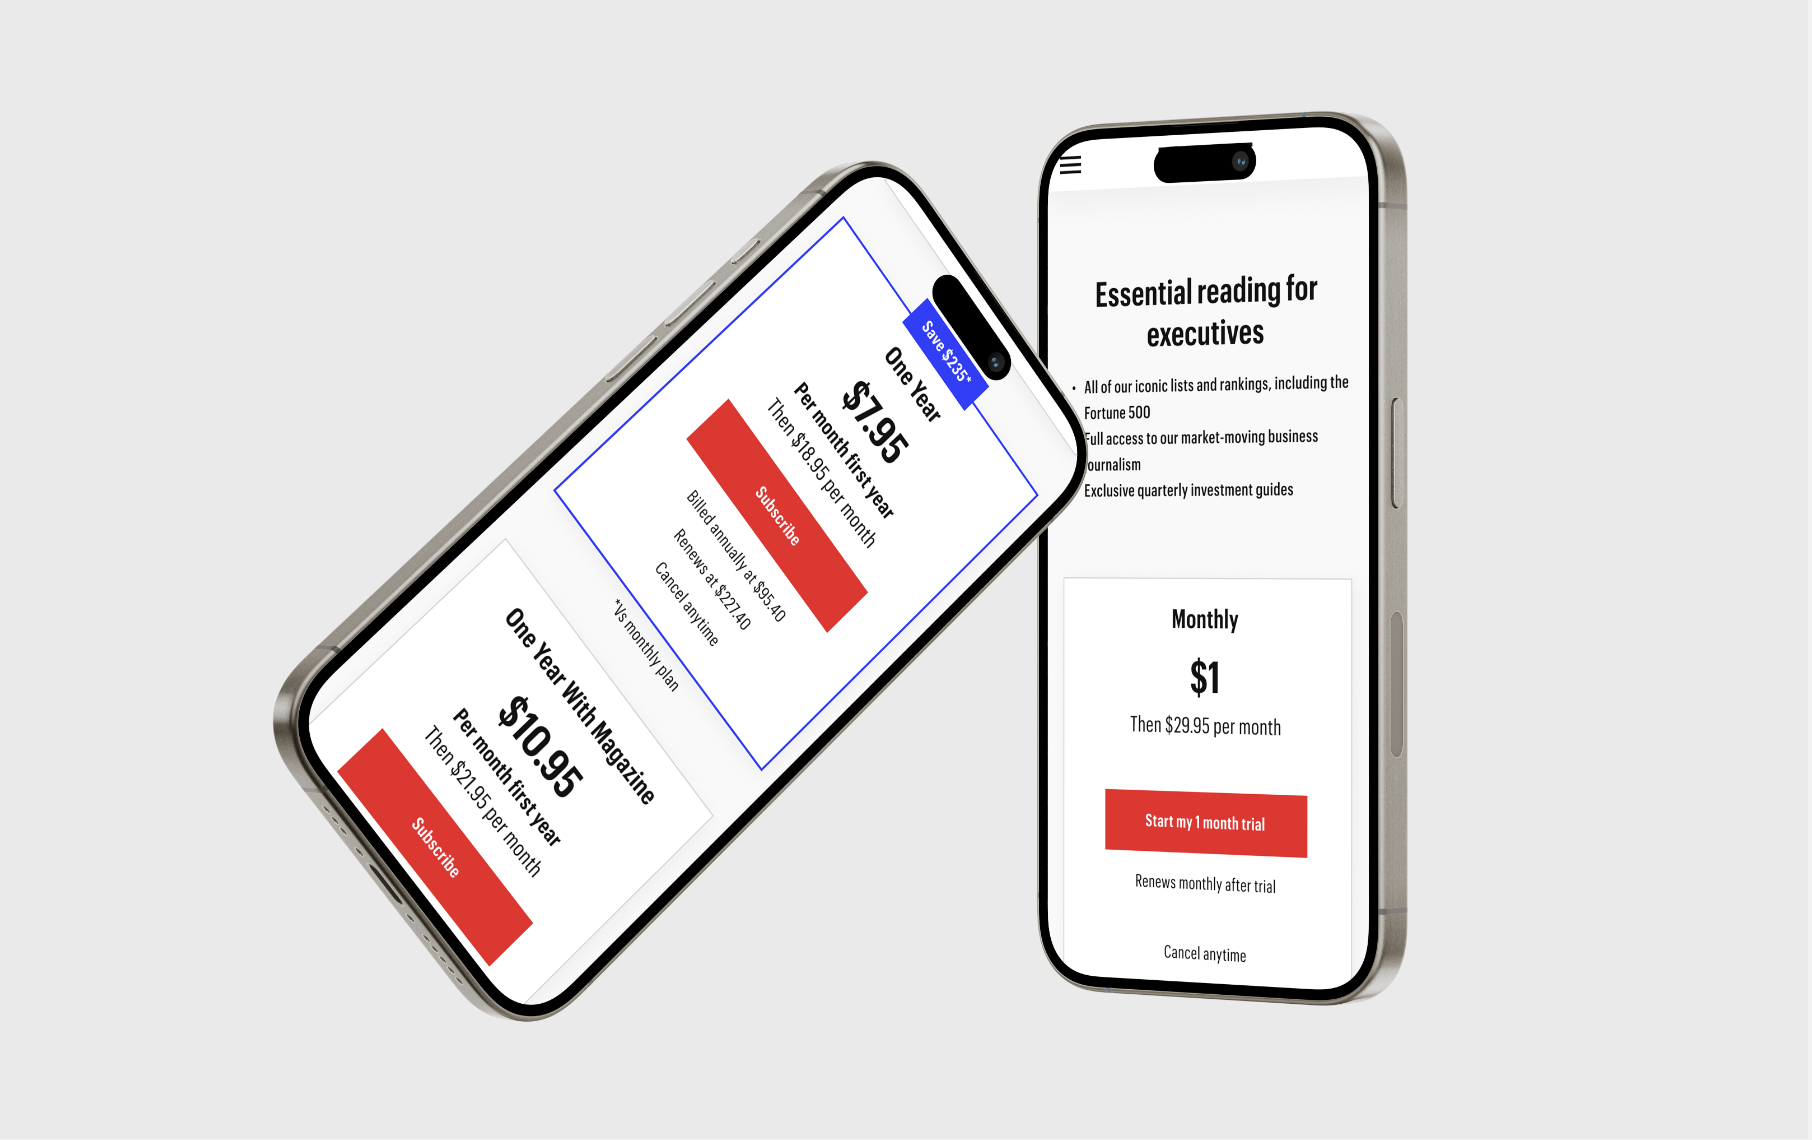 Save $235*
One Year
$7.95
Per month first year
Then $18.95 per month
Subscribe
Billed annually at $95.40
Renews at $227.40
Cancel anytime
*Vs monthly plan
One Year With Magazine
$10.95
Per month first year
Then $21.95 per month
Subscribe
Essential reading for
executives
• All of our iconic lists and rankings, including the
Fortune 500
Full access to our market-moving business
ournalism
Exclusive quarterly investment guides
Monthly
$1
Then $29.95 per month
Start my 1 month trial
Renews monthly after trial
Cancel anytime